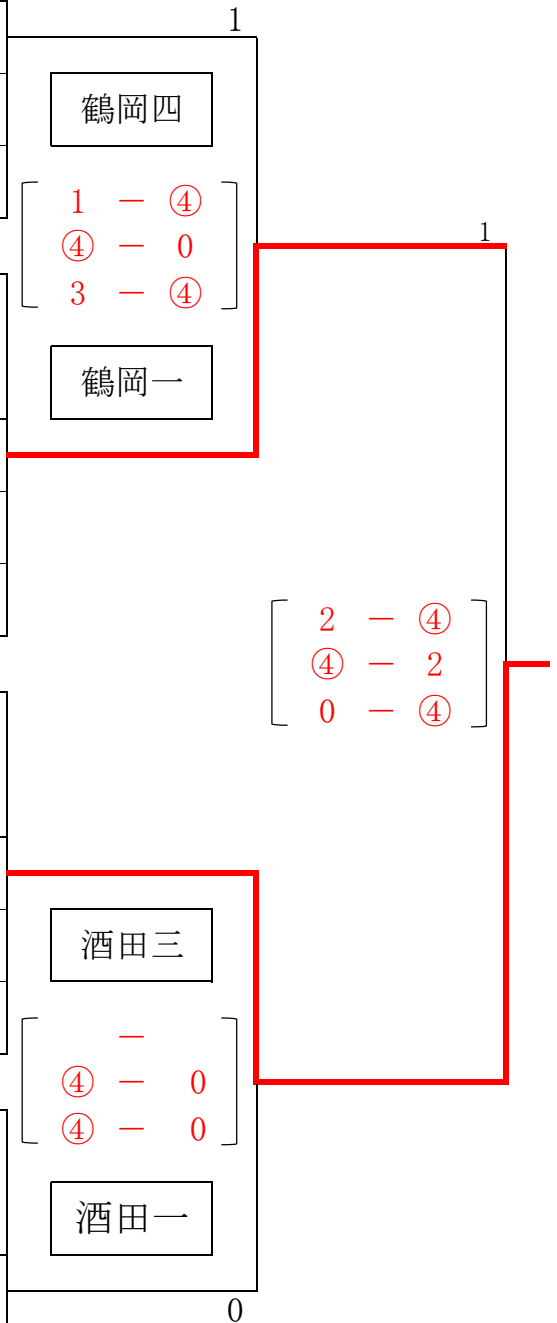 1
鶴岡四
1 － ④
④ － 0
3 － ④
1
鶴岡一
2 － ④
④ － 2
0 － ④
酒田三
－
④ － 0
④ － 0
酒田一
0